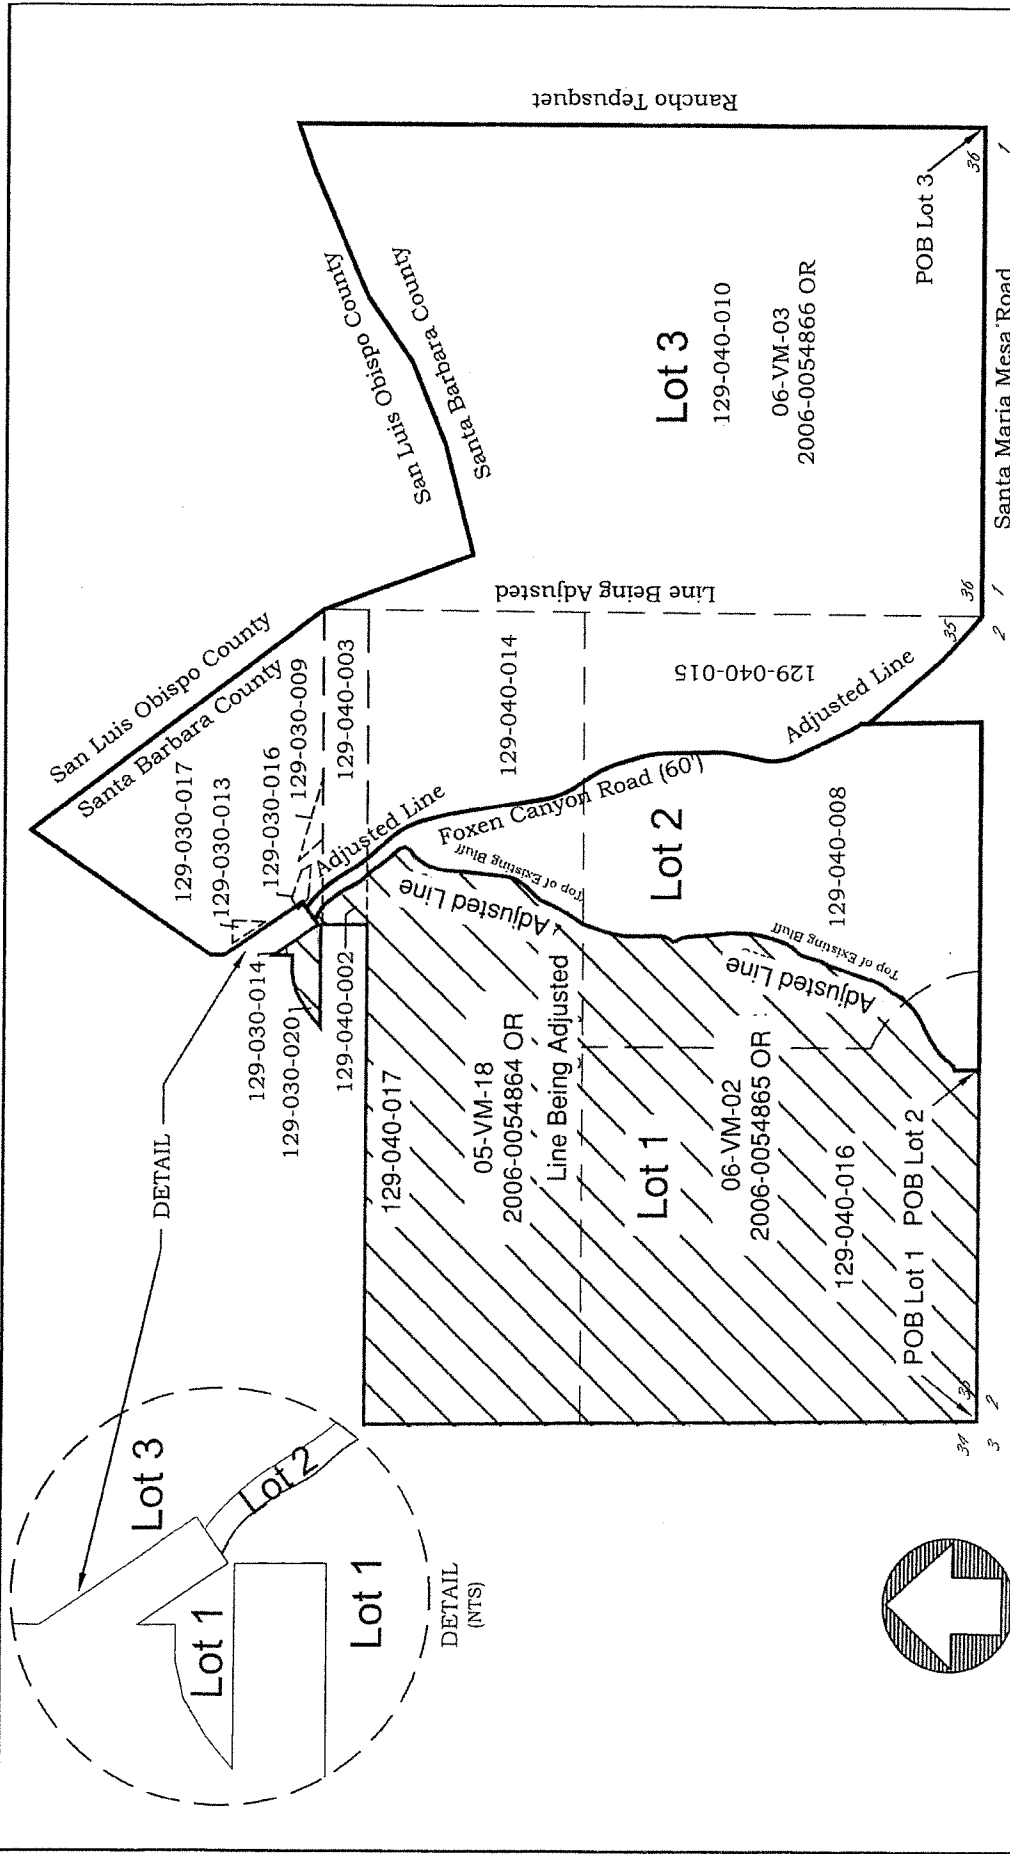 DETAIL
Lot 3
Lot 2
Lot 1
Lot 1
DETAIL
(NTS)
San Luis Obispo County
Santa Barbara County
129-030-017
129-030-013
129-030-016
129-030-009
129-030-014
129-030-020
129-040-002
129-040-003
Adjusted Line
San Luis Obispo County
Santa Barbara County
Rancho Tepusquet
129-040-017
05-VM-18
2006-0054864 OR
Line Being Adjusted
Adjusted Line
Top of Existing Bluff
Foxen Canyon Road (60')
129-040-014
Line Being Adjusted
Lot 1
06-VM-02
2006-0054865 OR
129-040-016
Adjusted Line
Top of Existing Bluff
Lot 2
129-040-008
129-040-015
Adjusted Line
Lot 3
129-040-010
06-VM-03
2006-0054866 OR
POB Lot 1
POB Lot 2
POB Lot 3
34
35
3
2
35
36
2
1
36
1
Santa Maria Mesa Road